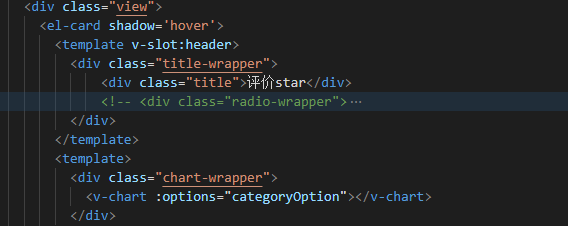 <div class="view">
<el-card shadow='hover'>
<template v-slot:header>
<div class="title-wrapper">
<div class="title">评价star</div>
<!-- <div class="radio-wrapper">…
</div>
</template>
<template>
<div class="chart-wrapper">
<v-chart :options="categoryOption"></v-chart>
</div>